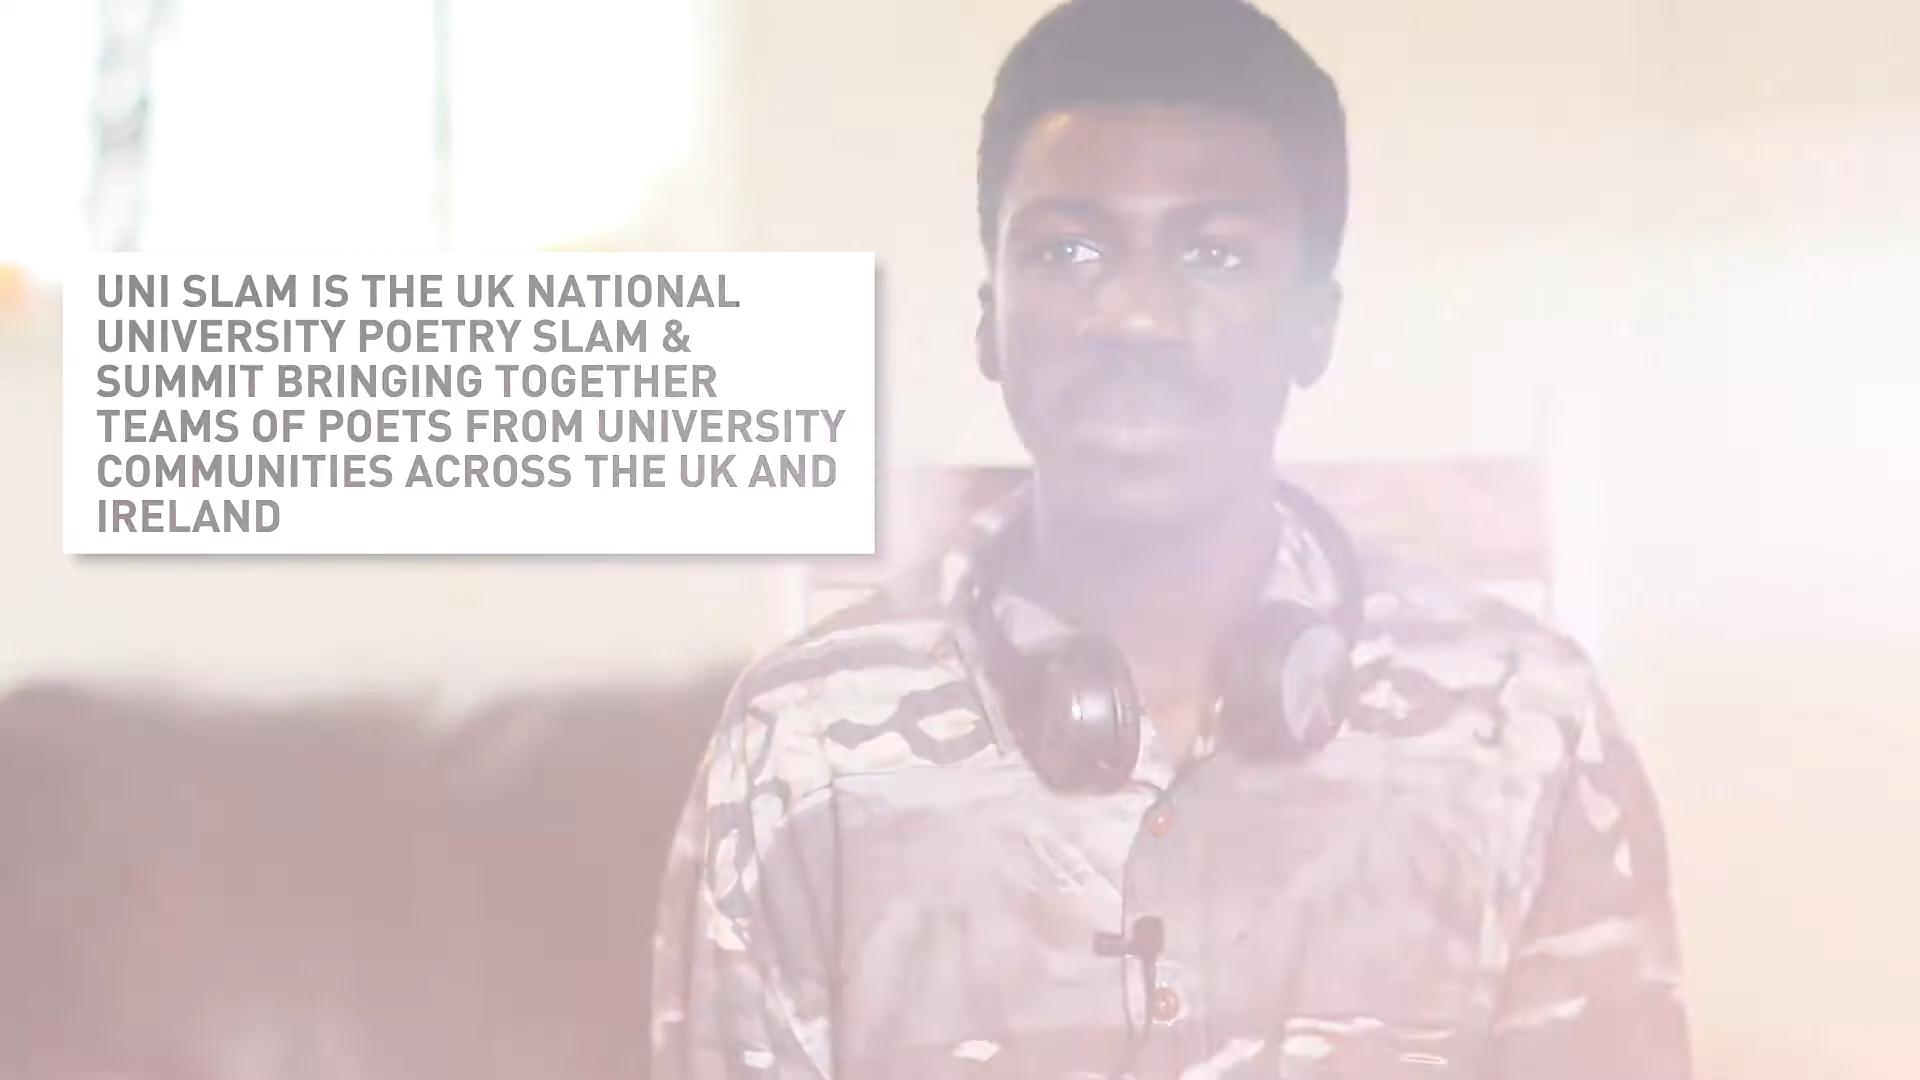 UNI SLAM IS THE UK NATIONAL
UNIVERSITY POETRY SLAM &
SUMMIT BRINGING TOGETHER
TEAMS OF POETS FROM UNIVERSITY
COMMUNITIES ACROSS THE UK AND
IRELAND